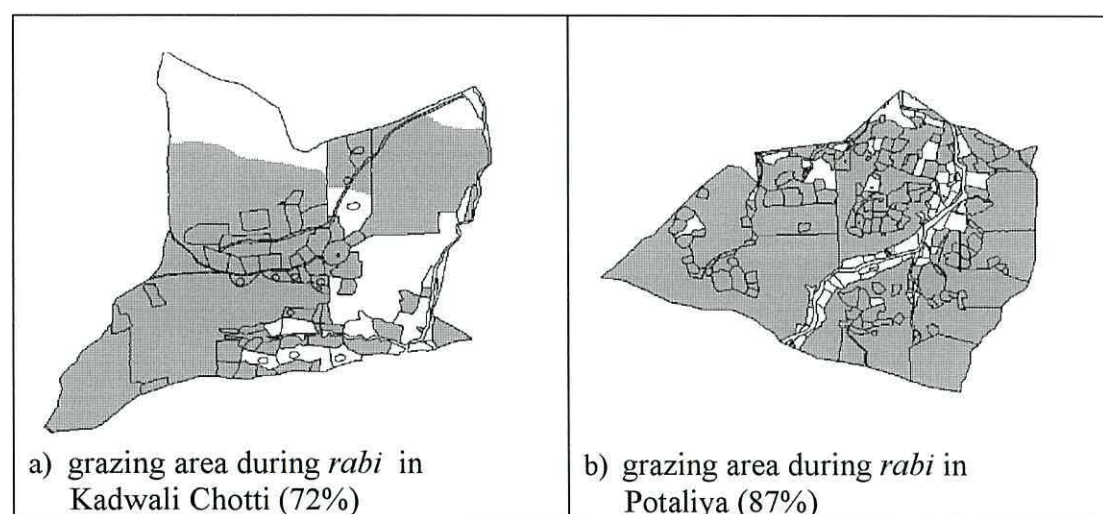 a) grazing area during rabi in
Kadwali Chotti (72%)
b) grazing area during rabi in
Potaliya (87%)